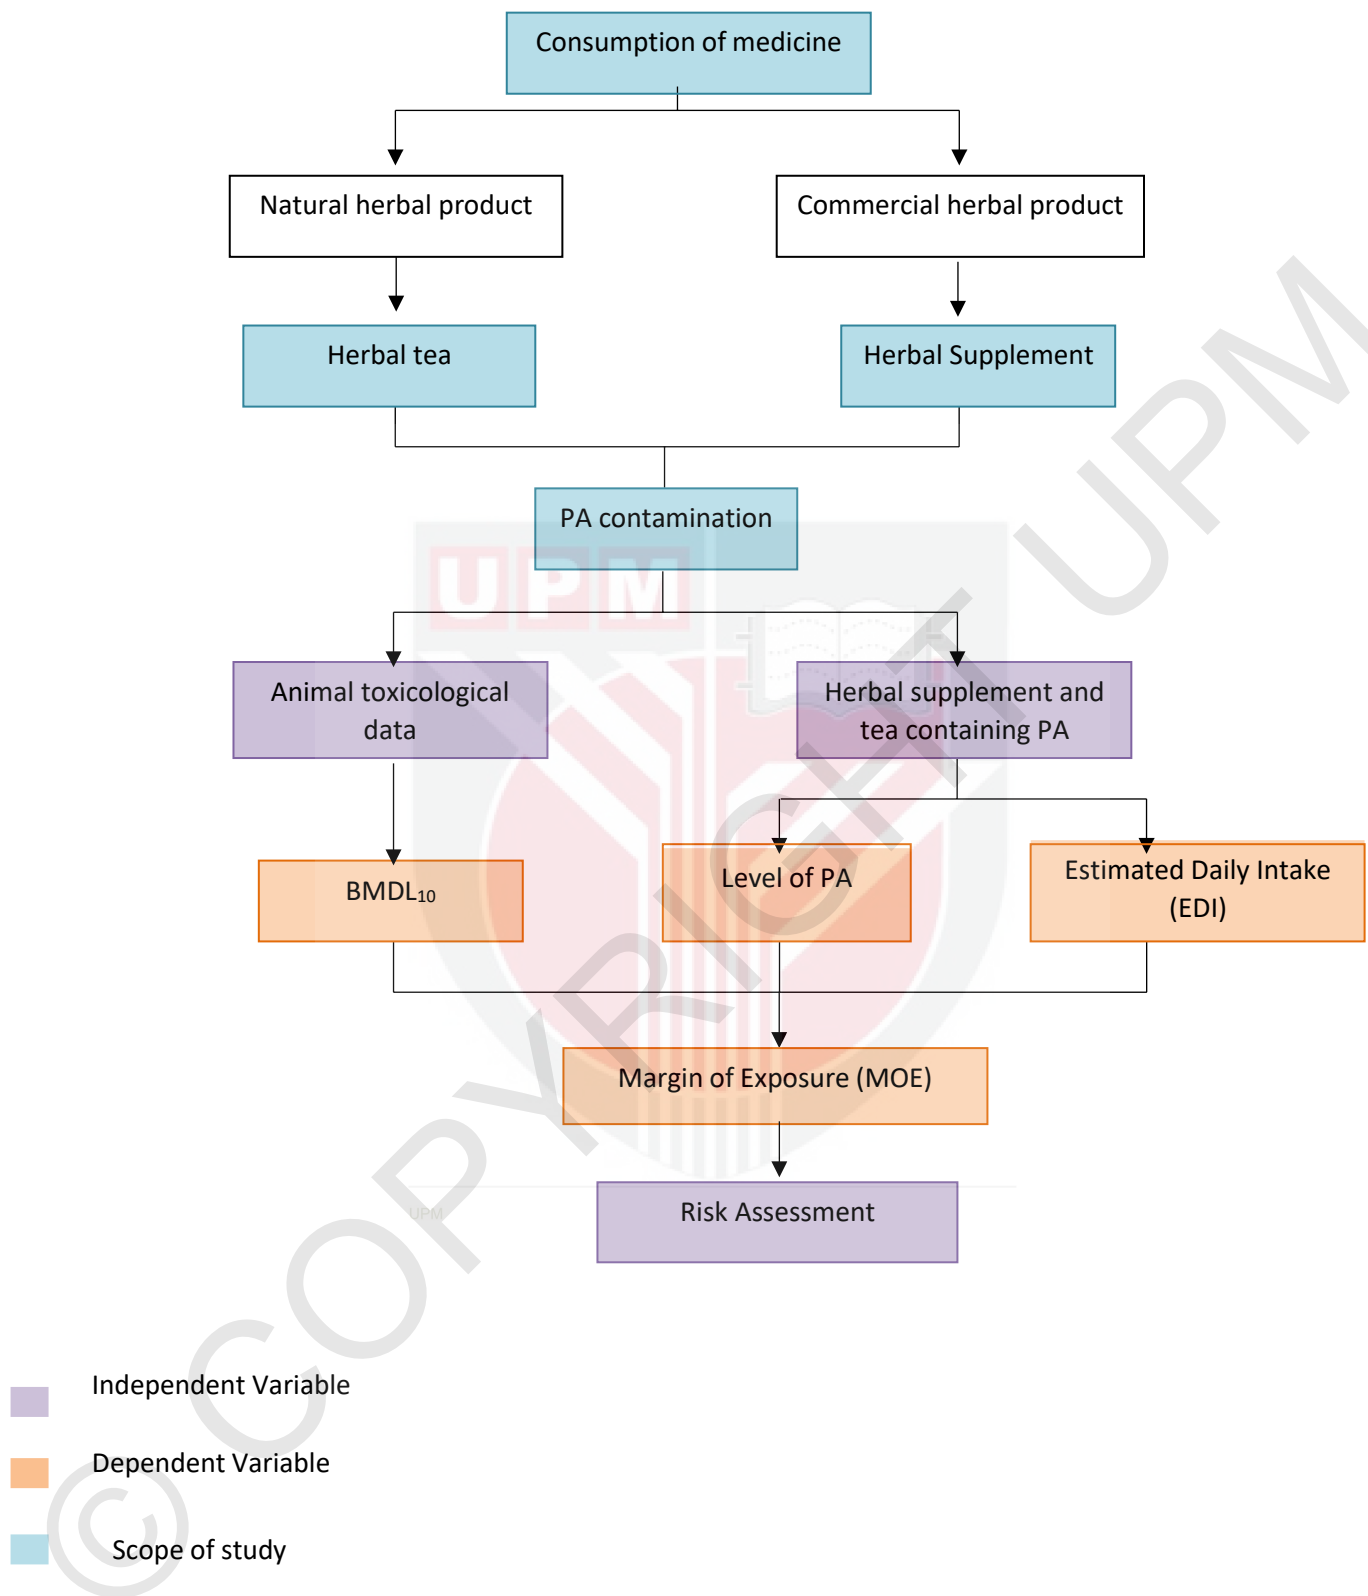 Consumption of medicine
Natural herbal product
Commercial herbal product
Herbal tea
Herbal Supplement
PA contamination
UPM
Animal toxicological
data
Herbal supplement and
tea containing PA
BMDL₁₀
Level of PA
Estimated Daily Intake
(EDI)
Margin of Exposure (MOE)
Risk Assessment
UPM
Independent Variable
Dependent Variable
Scope of study
© COPYRIGHT UPM